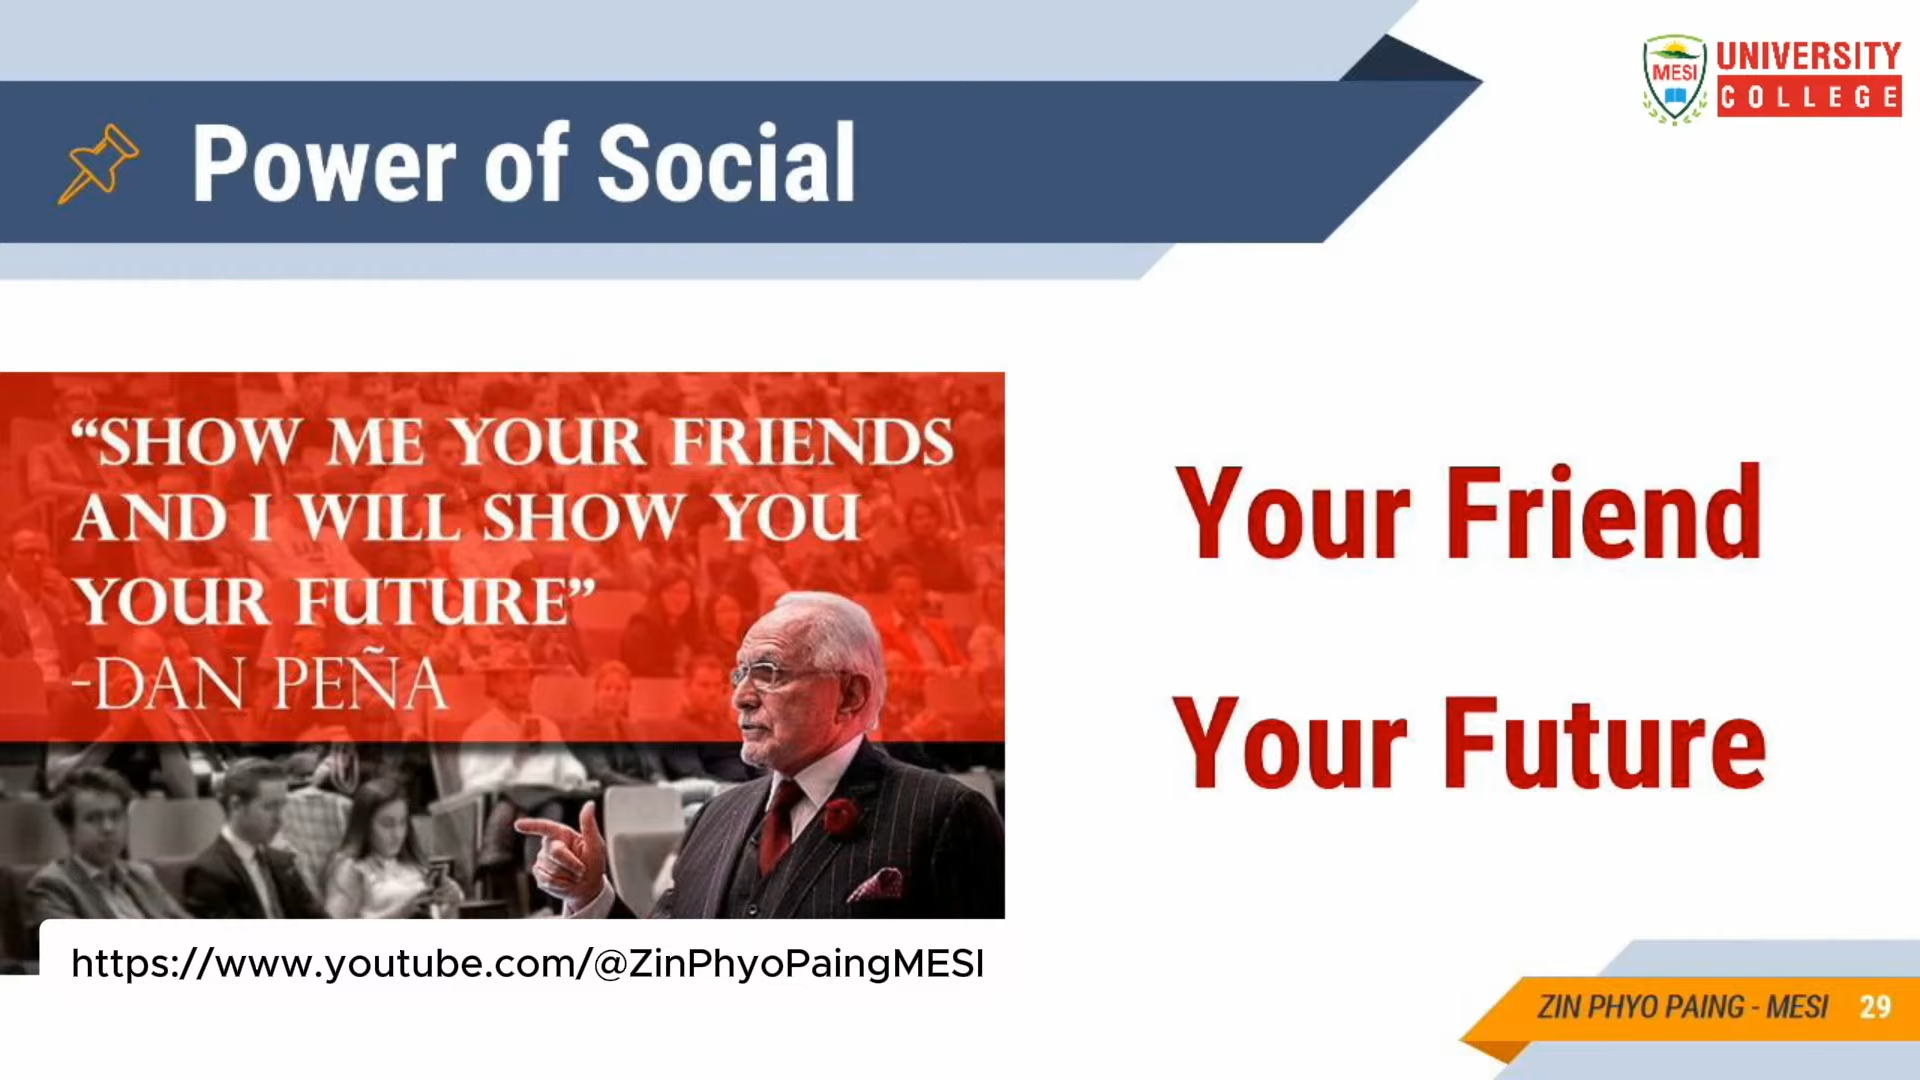 Power of Social
MESI
UNIVERSITY
COLLEGE
“SHOW ME YOUR FRIENDS
AND I WILL SHOW YOU
YOUR FUTURE”
-DAN PEÑA
Your Friend
Your Future
https://www.youtube.com/@ZinPhyoPaingMESI
ZIN PHYO PAING - MESI 29